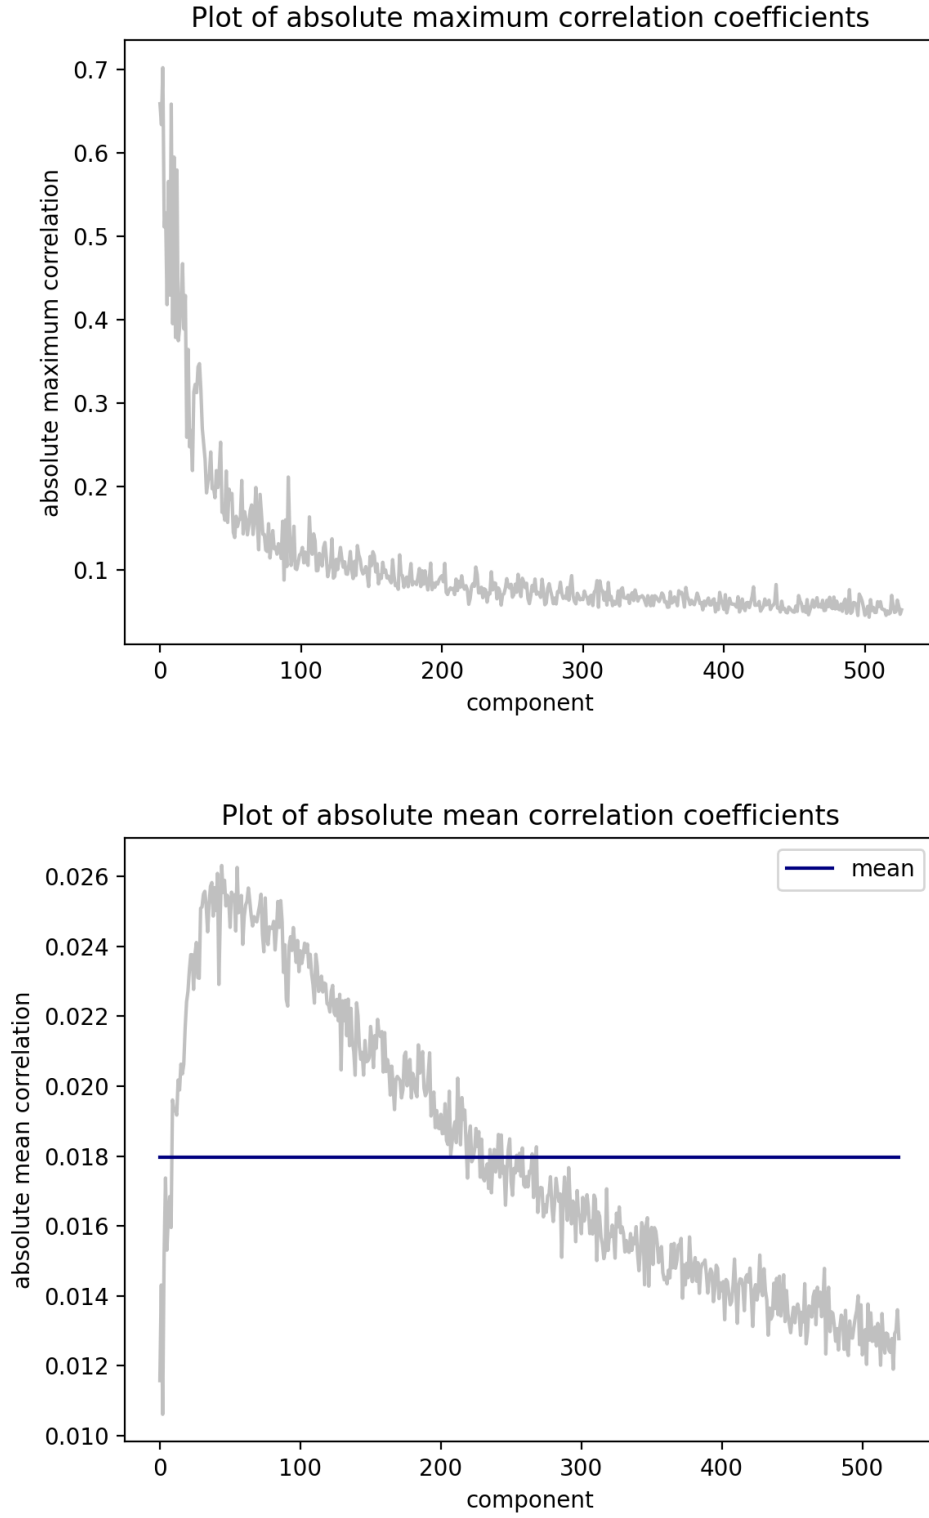 Plot of absolute maximum correlation coefficients
0.7
0.6
0.5
0.4
0.3
0.2
0.1
absolute maximum correlation
0 100 200 300 400 500
component
Plot of absolute mean correlation coefficients
mean
0.026
0.024
0.022
0.020
0.018
0.016
0.014
0.012
0.010
absolute mean correlation
0 100 200 300 400 500
component